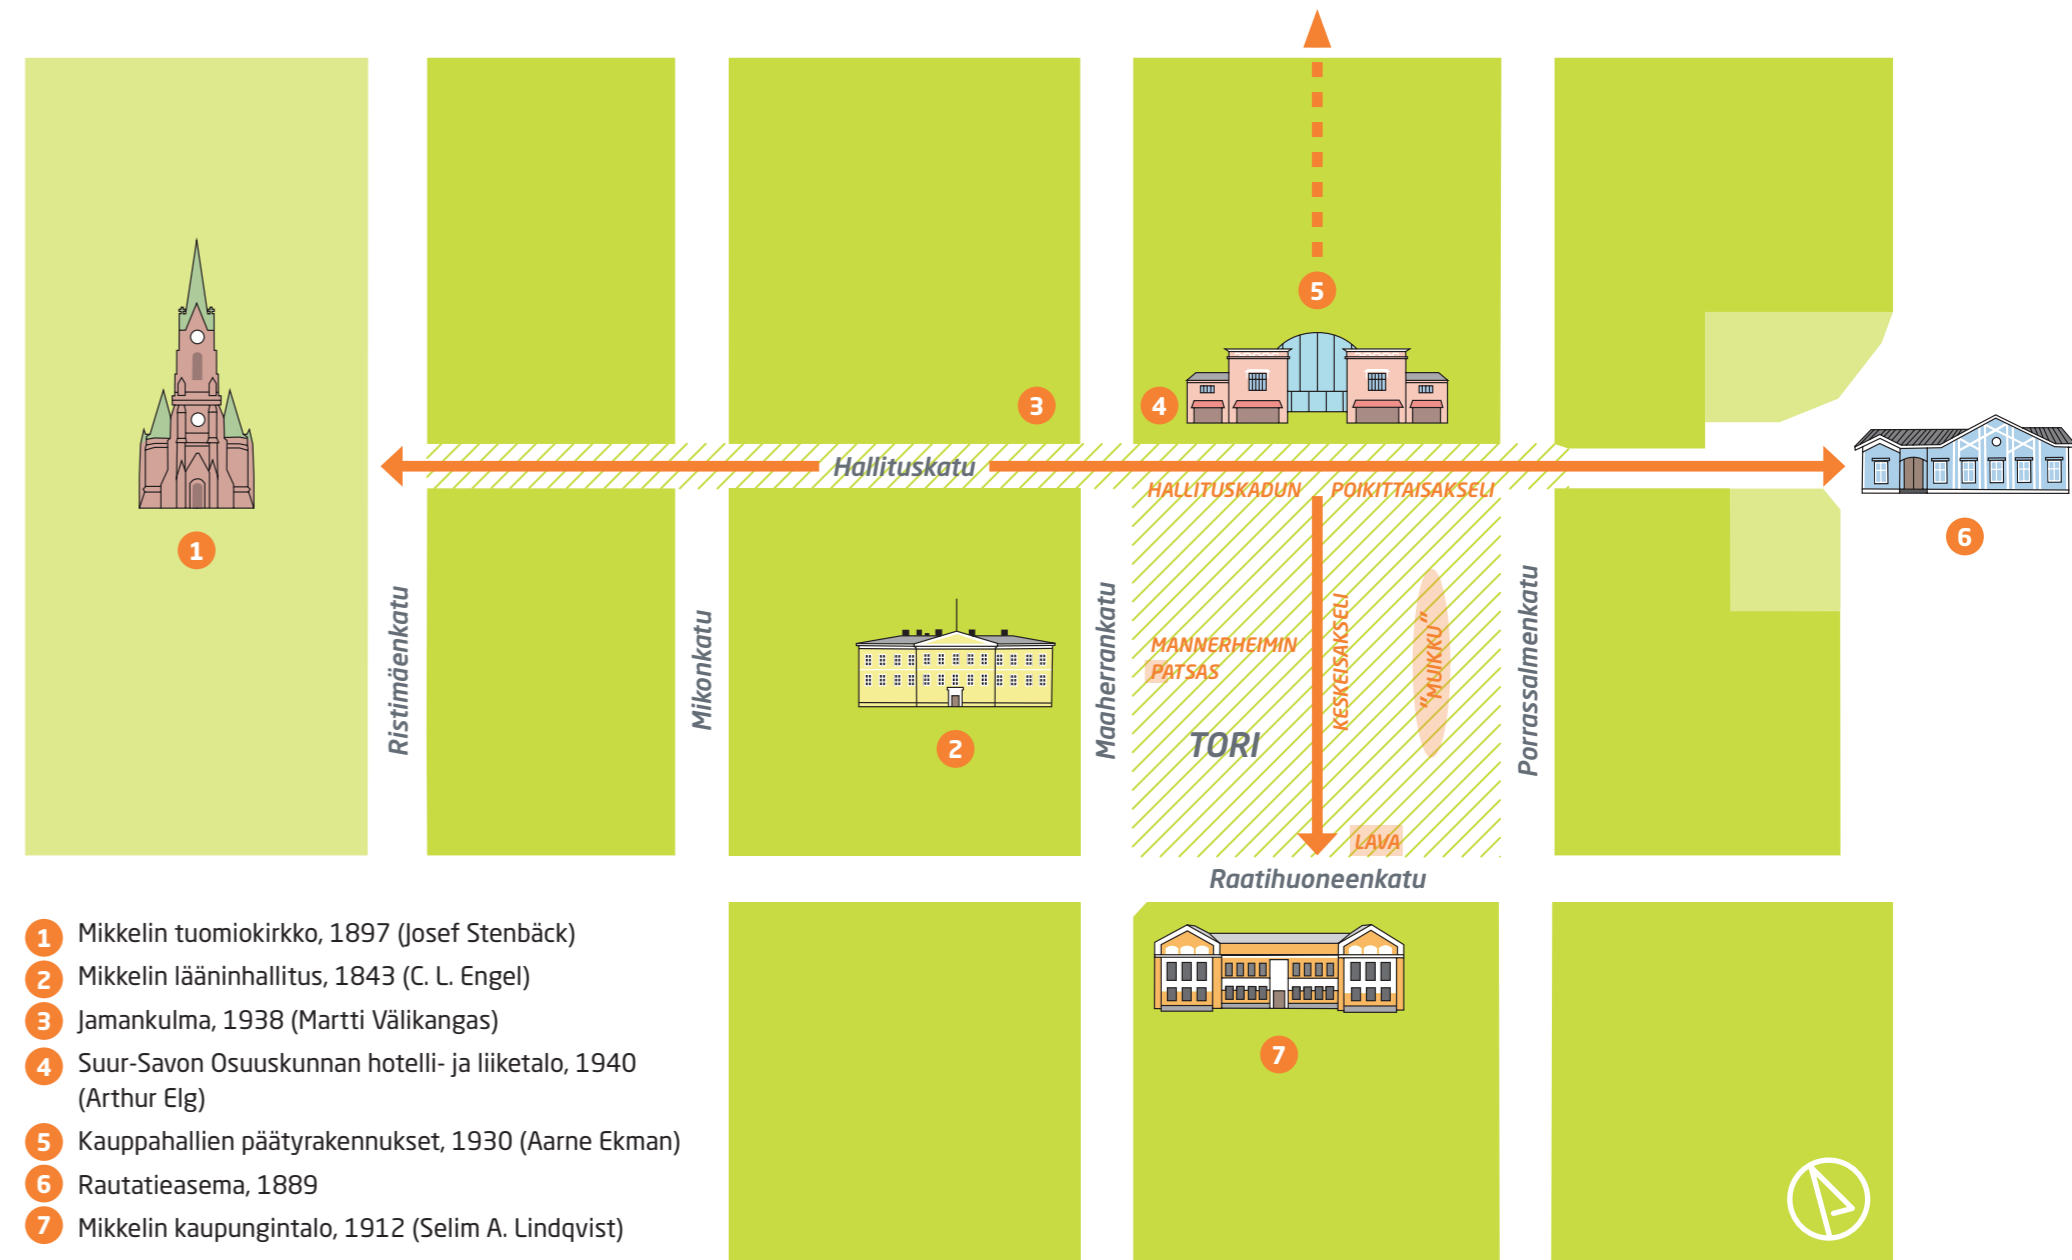 5
3
4
Hallituskatu
HALLITUSKADUN POIKITTAISAKSELI
1
6
Ristimäenkatu
Mikonkatu
2
Maaherrankatu
MANNERHEIMIN
PATSAS
TORI
KESKEISAKSELI
"MUIKKU"
Porrassalmenkatu
LAVA
Raatihuoneenkatu
7
1 Mikkelin tuomiokirkko, 1897 (Josef Stenbäck)
2 Mikkelin lääninhallitus, 1843 (C. L. Engel)
3 Jamankulma, 1938 (Martti Välikangas)
4 Suur-Savon Osuuskunnan hotelli- ja liiketalo, 1940
(Arthur Elg)
5 Kauppahallien päätyrakennukset, 1930 (Aarne Ekman)
6 Rautatieasema, 1889
7 Mikkelin kaupungintalo, 1912 (Selim A. Lindqvist)